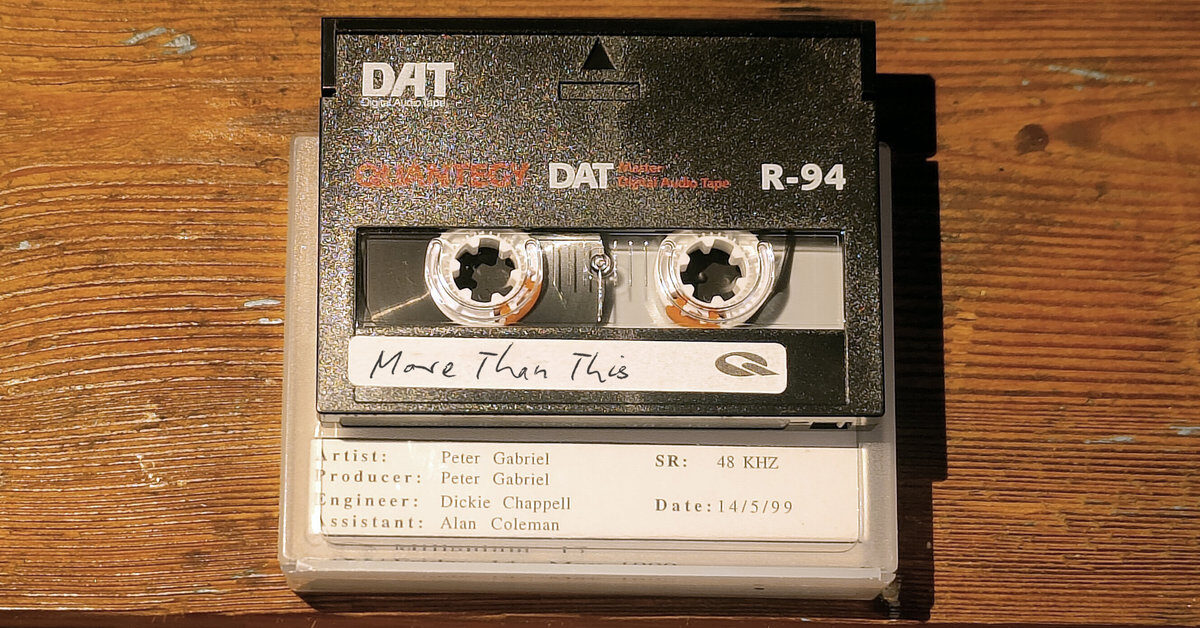 DAT
Digital Audio Tape
QUANTEGY DAT Master Digital Audio Tape R-94
More Than This
Artist: Peter Gabriel SR: 48 KHZ
Producer: Peter Gabriel
Engineer: Dickie Chappell Date: 14/5/99
Assistant: Alan Coleman